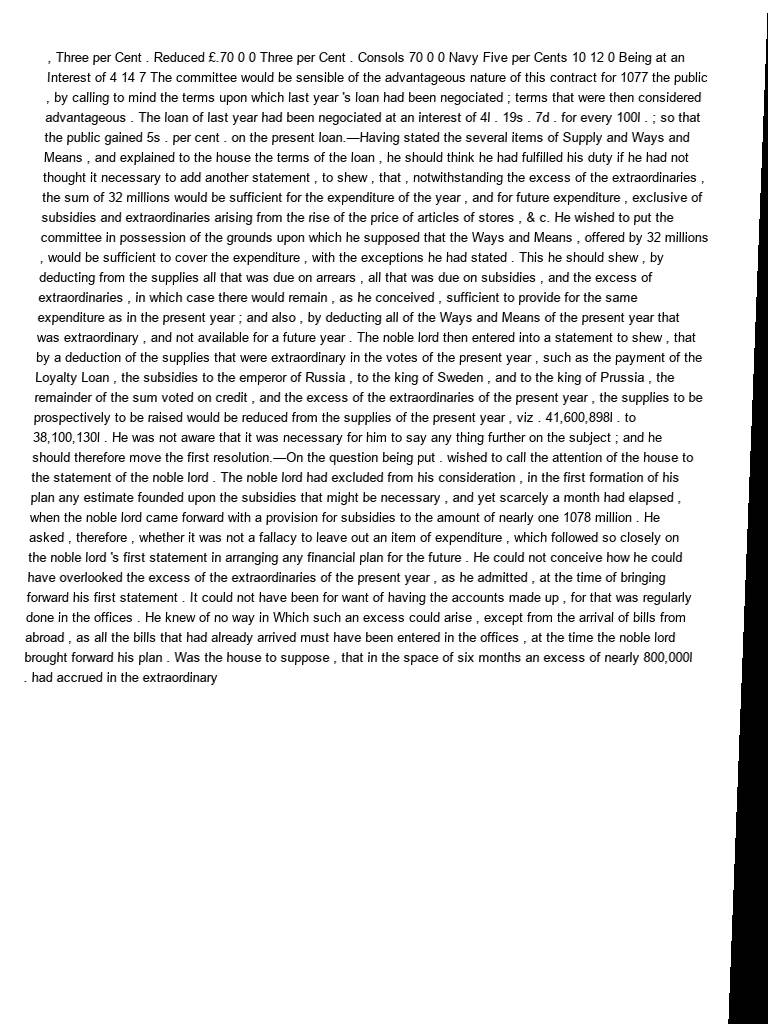 , Three per Cent . Reduced £.70 0 0 Three per Cent . Consols 70 0 0 Navy Five per Cents 10 12 0 Being at an
Interest of 4 14 7 The committee would be sensible of the advantageous nature of this contract for 1077 the public
, by calling to mind the terms upon which last year 's loan had been negociated ; terms that were then considered
advantageous . The loan of last year had been negociated at an interest of 4l . 19s . 7d . for every 100l . ; so that
the public gained 5s . per cent . on the present loan.—Having stated the several items of Supply and Ways and
Means , and explained to the house the terms of the loan , he should think he had fulfilled his duty if he had not
thought it necessary to add another statement , to shew , that , notwithstanding the excess of the extraordinaries ,
the sum of 32 millions would be sufficient for the expenditure of the year , and for future expenditure , exclusive of
subsidies and extraordinaries arising from the rise of the price of articles of stores , & c. He wished to put the
committee in possession of the grounds upon which he supposed that the Ways and Means , offered by 32 millions
, would be sufficient to cover the expenditure , with the exceptions he had stated . This he should shew , by
deducting from the supplies all that was due on arrears , all that was due on subsidies , and the excess of
extraordinaries , in which case there would remain , as he conceived , sufficient to provide for the same
expenditure as in the present year ; and also , by deducting all of the Ways and Means of the present year that
was extraordinary , and not available for a future year . The noble lord then entered into a statement to shew , that
by a deduction of the supplies that were extraordinary in the votes of the present year , such as the payment of the
Loyalty Loan , the subsidies to the emperor of Russia , to the king of Sweden , and to the king of Prussia , the
remainder of the sum voted on credit , and the excess of the extraordinaries of the present year , the supplies to be
prospectively to be raised would be reduced from the supplies of the present year , viz . 41,600,898l . to
38,100,130l . He was not aware that it was necessary for him to say any thing further on the subject ; and he
should therefore move the first resolution.—On the question being put . wished to call the attention of the house to
the statement of the noble lord . The noble lord had excluded from his consideration , in the first formation of his
plan any estimate founded upon the subsidies that might be necessary , and yet scarcely a month had elapsed ,
when the noble lord came forward with a provision for subsidies to the amount of nearly one 1078 million . He
asked , therefore , whether it was not a fallacy to leave out an item of expenditure , which followed so closely on
the noble lord 's first statement in arranging any financial plan for the future . He could not conceive how he could
have overlooked the excess of the extraordinaries of the present year , as he admitted , at the time of bringing
forward his first statement . It could not have been for want of having the accounts made up , for that was regularly
done in the offices . He knew of no way in Which such an excess could arise , except from the arrival of bills from
abroad , as all the bills that had already arrived must have been entered in the offices , at the time the noble lord
brought forward his plan . Was the house to suppose , that in the space of six months an excess of nearly 800,000l
. had accrued in the extraordinary